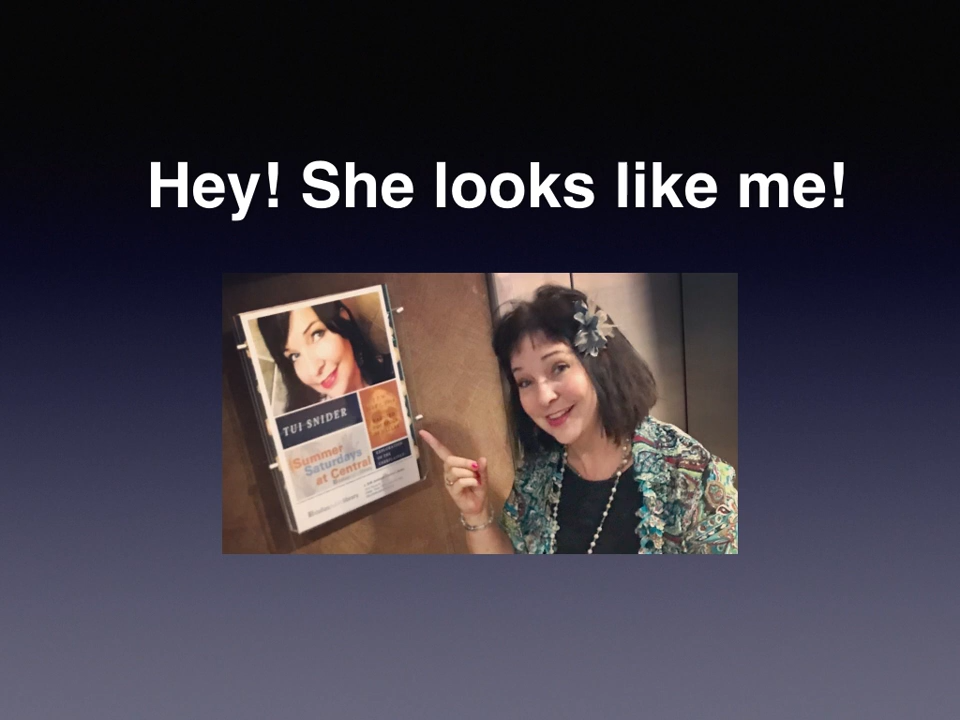 Hey! She looks like me!
TUI SNIDER
Summer
Saturdays
at Central